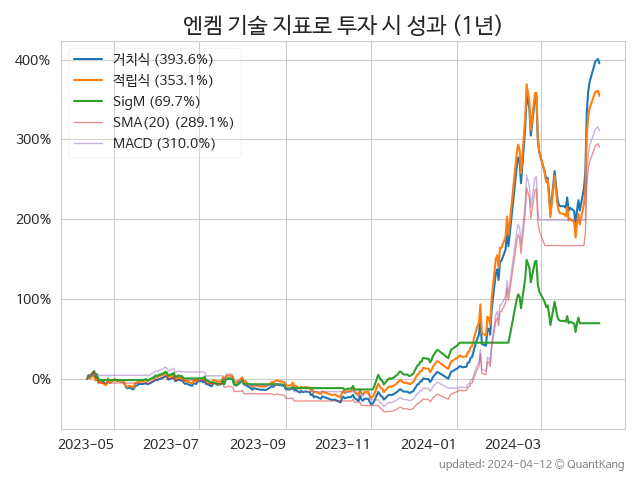 엔켐 기술 지표로 투자 시 성과 (1년)
거치식 (393.6%)
적립식 (353.1%)
SigM (69.7%)
SMA(20) (289.1%)
MACD (310.0%)
400%
300%
200%
100%
0%
2023-05 2023-07 2023-09 2023-11 2024-01 2024-03
updated: 2024-04-12 © QuantKang